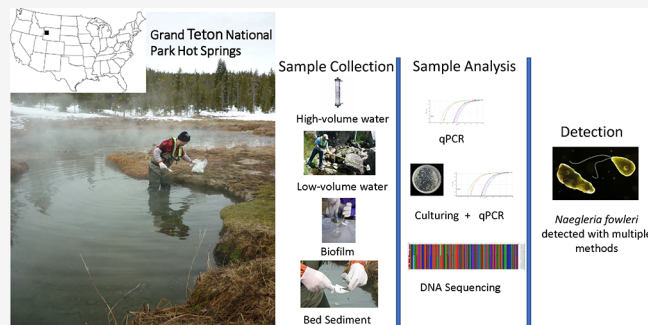 Grand Teton National
Park Hot Springs
Sample Collection
High-volume water
Low-volume water
Biofilm
Bed Sediment
Sample Analysis
qPCR
Culturing + qPCR
DNA Sequencing
Detection
Naegleria fowleri
detected with multiple
methods